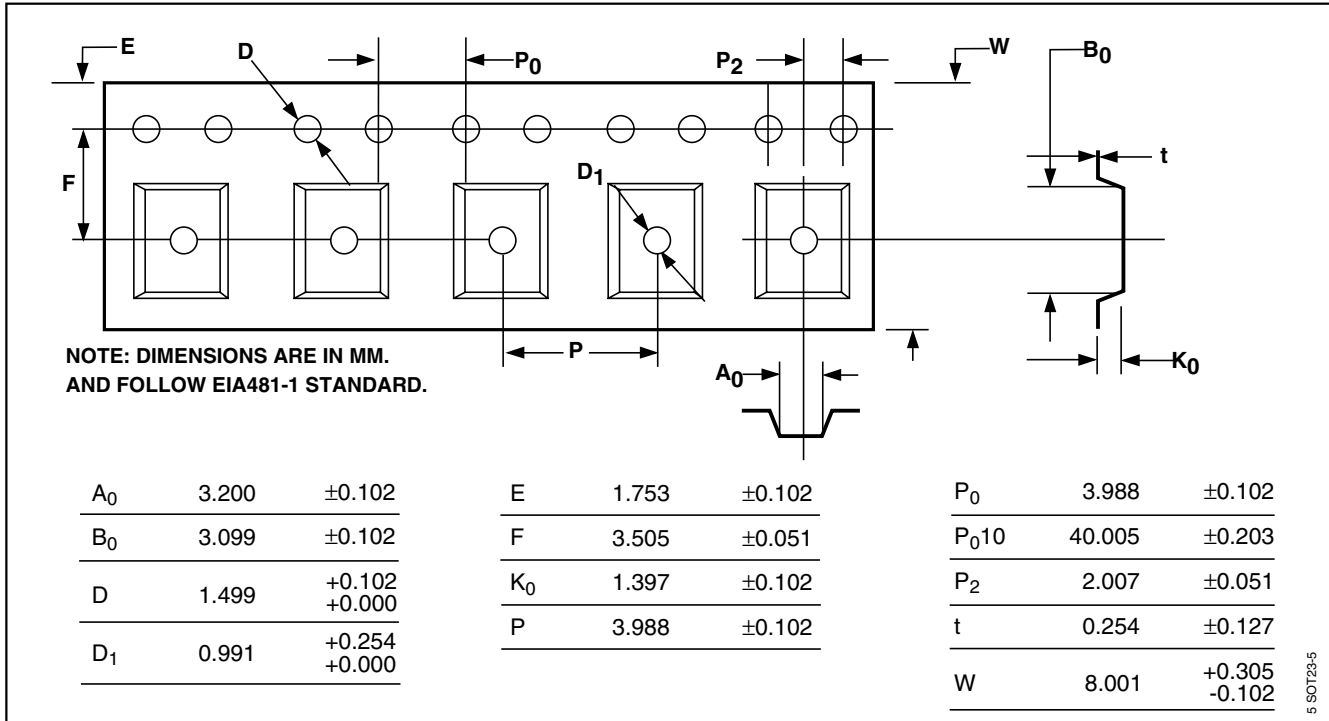 E
D
P0
P2
W
B0
F
D1
t
NOTE: DIMENSIONS ARE IN MM.
AND FOLLOW EIA481-1 STANDARD.
P
A0
K0
A0 3.200 ±0.102
B0 3.099 ±0.102
D 1.499 +0.102 +0.000
D1 0.991 +0.254 +0.000
E 1.753 ±0.102
F 3.505 ±0.051
K0 1.397 ±0.102
P 3.988 ±0.102
P0 3.988 ±0.102
P010 40.005 ±0.203
P2 2.007 ±0.051
t 0.254 ±0.127
W 8.001 +0.305 -0.102
5 SOT23-5